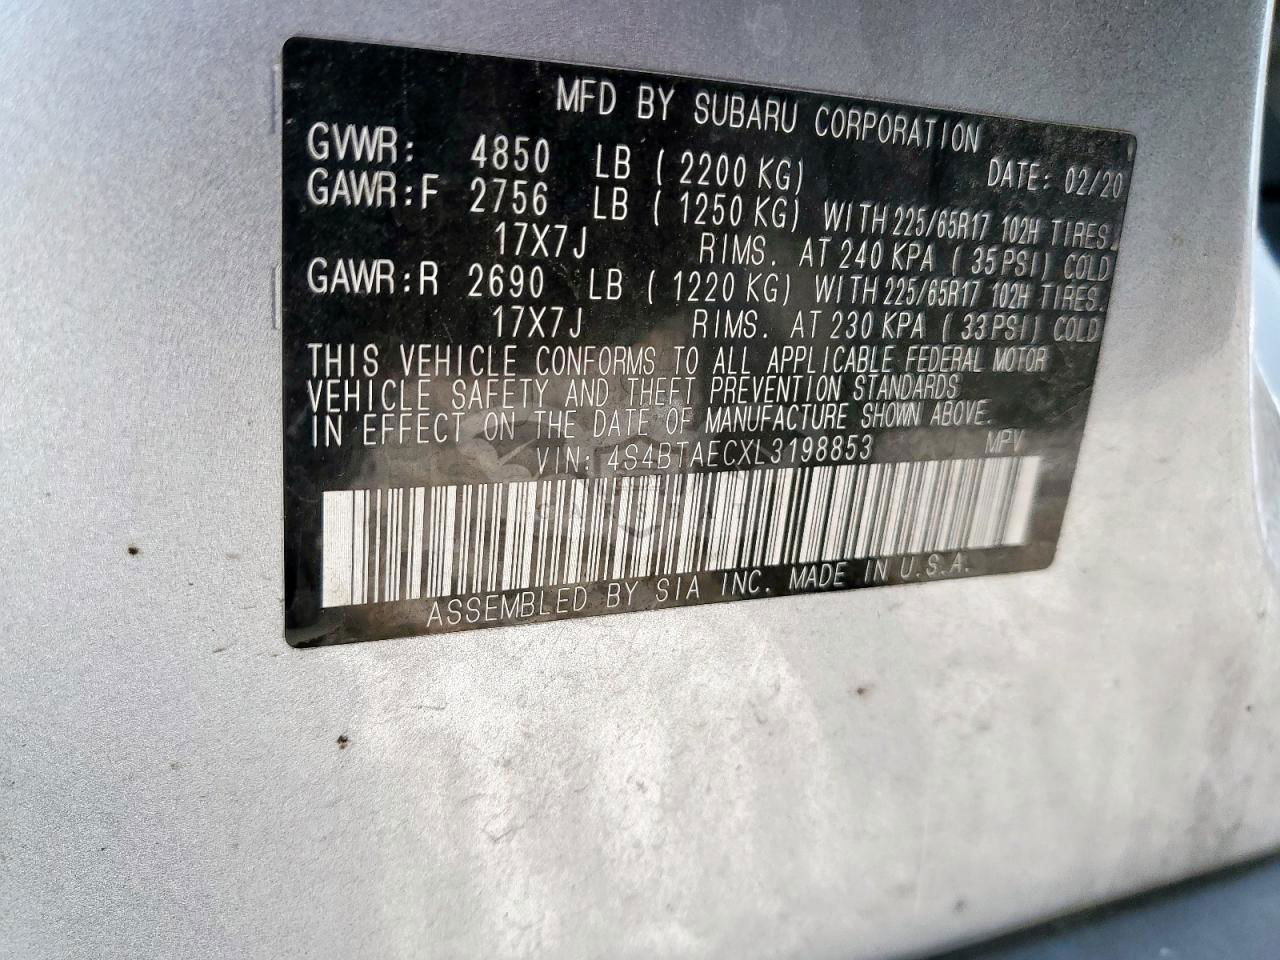 MFD BY SUBARU CORPORATION
GVWR: 4850 LB ( 2200 KG) DATE: 02/20
GAWR:F 2756 LB ( 1250 KG) WITH 225/65R17 102H TIRES.
17X7J RIMS. AT 240 KPA ( 35 PSI) COLD
GAWR:R 2690 LB ( 1220 KG) WITH 225/65R17 102H TIRES.
17X7J RIMS. AT 230 KPA ( 33 PSI) COLD
THIS VEHICLE CONFORMS TO ALL APPLICABLE FEDERAL MOTOR
VEHICLE SAFETY AND THEFT PREVENTION STANDARDS
IN EFFECT ON THE DATE OF MANUFACTURE SHOWN ABOVE.
VIN: 4S4BTAECXL3198853 MPV
ASSEMBLED BY SIA INC. MADE IN U.S.A.